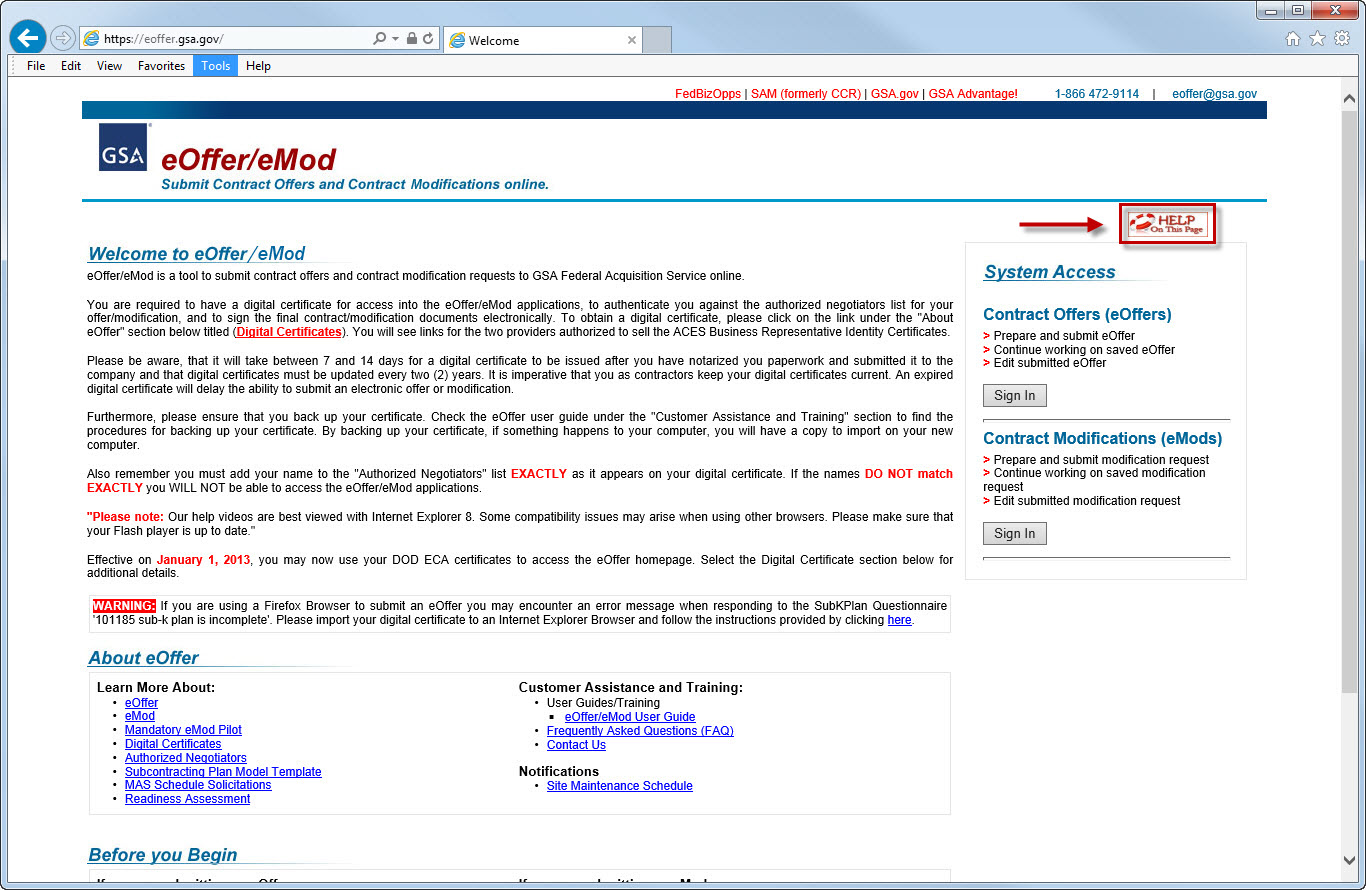 https://eoffer.gsa.gov/
Welcome
File Edit View Favorites Tools Help
FedBizOpps | SAM (formerly CCR) | GSA.gov | GSA Advantage! 1-866 472-9114 | eoffer@gsa.gov
GSA
eOffer/eMod
Submit Contract Offers and Contract Modifications online.
HELP
On This Page
Welcome to eOffer/eMod
eOffer/eMod is a tool to submit contract offers and contract modification requests to GSA Federal Acquisition Service online.
You are required to have a digital certificate for access into the eOffer/eMod applications, to authenticate you against the authorized negotiators list for your
offer/modification, and to sign the final contract/modification documents electronically. To obtain a digital certificate, please click on the link under the "About
eOffer" section below titled (Digital Certificates). You will see links for the two providers authorized to sell the ACES Business Representative Identity Certificates.
Please be aware, that it will take between 7 and 14 days for a digital certificate to be issued after you have notarized you paperwork and submitted it to the
company and that digital certificates must be updated every two (2) years. It is imperative that you as contractors keep your digital certificates current. An expired
digital certificate will delay the ability to submit an electronic offer or modification.
Furthermore, please ensure that you back up your certificate. Check the eOffer user guide under the "Customer Assistance and Training" section to find the
procedures for backing up your certificate. By backing up your certificate, if something happens to your computer, you will have a copy to import on your new
computer.
Also remember you must add your name to the "Authorized Negotiators" list EXACTLY as it appears on your digital certificate. If the names DO NOT match
EXACTLY you WILL NOT be able to access the eOffer/eMod applications.
"Please note: Our help videos are best viewed with Internet Explorer 8. Some compatibility issues may arise when using other browsers. Please make sure that
your Flash player is up to date."
Effective on January 1, 2013, you may now use your DOD ECA certificates to access the eOffer homepage. Select the Digital Certificate section below for
additional details.
WARNING: If you are using a Firefox Browser to submit an eOffer you may encounter an error message when responding to the SubKPlan Questionnaire
'101185 sub-k plan is incomplete'. Please import your digital certificate to an Internet Explorer Browser and follow the instructions provided by clicking here.
System Access
Contract Offers (eOffers)
> Prepare and submit eOffer
> Continue working on saved eOffer
> Edit submitted eOffer
Sign In
Contract Modifications (eMods)
> Prepare and submit modification request
> Continue working on saved modification
request
> Edit submitted modification request
Sign In
About eOffer
Learn More About:
• eOffer
• eMod
• Mandatory eMod Pilot
• Digital Certificates
• Authorized Negotiators
• Subcontracting Plan Model Template
• MAS Schedule Solicitations
• Readiness Assessment
Customer Assistance and Training:
• User Guides/Training
▪ eOffer/eMod User Guide
• Frequently Asked Questions (FAQ)
• Contact Us
Notifications
• Site Maintenance Schedule
Before you Begin